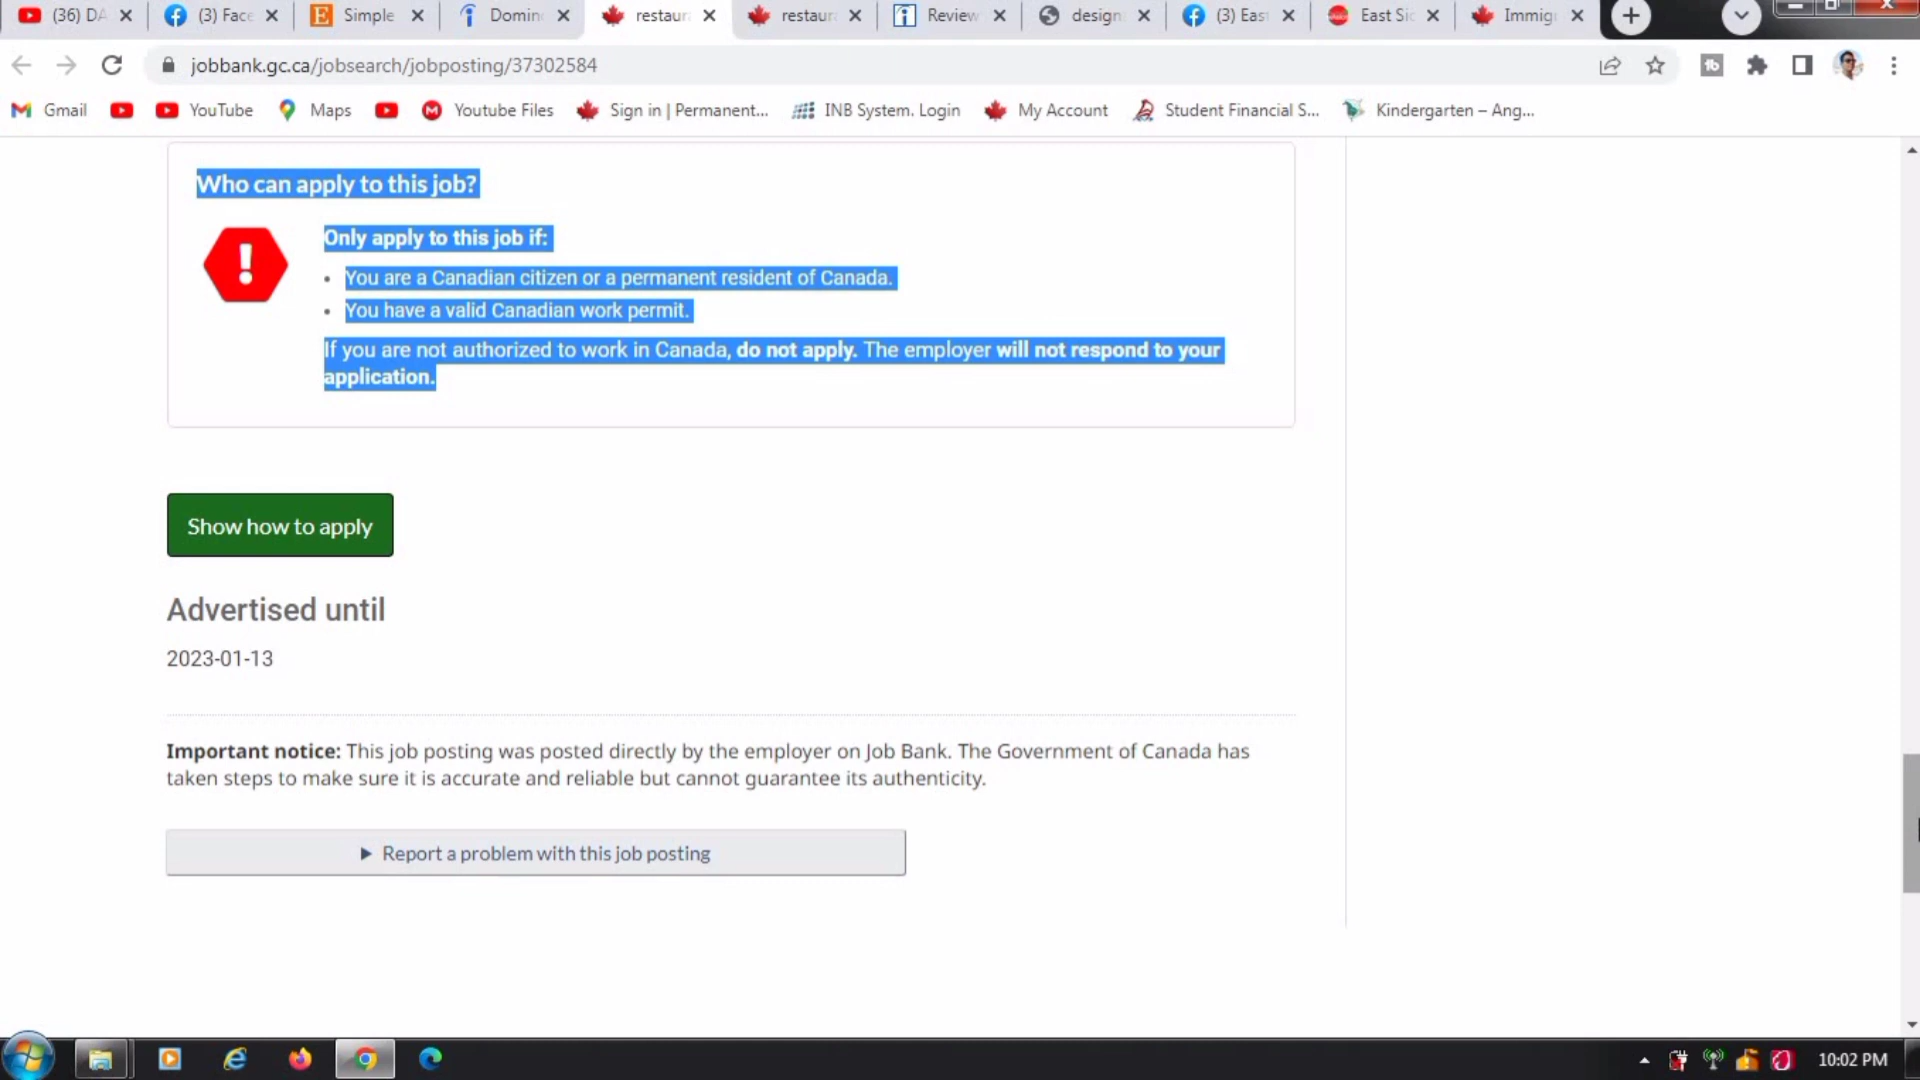 (36) DA
(3) Face
Simple
Domin
restaur
restaur
Review
design
(3) Eas
East Sic
Immig
jobbank.gc.ca/jobsearch/jobposting/37302584
Gmail
YouTube
Maps
Youtube Files
Sign in | Permanent...
INB System. Login
My Account
Student Financial S...
Kindergarten – Ang...
Who can apply to this job?
Only apply to this job if:
• You are a Canadian citizen or a permanent resident of Canada.
• You have a valid Canadian work permit.
If you are not authorized to work in Canada, do not apply. The employer will not respond to your
application.
Show how to apply
Advertised until
2023-01-13
Important notice: This job posting was posted directly by the employer on Job Bank. The Government of Canada has
taken steps to make sure it is accurate and reliable but cannot guarantee its authenticity.
Report a problem with this job posting
10:02 PM